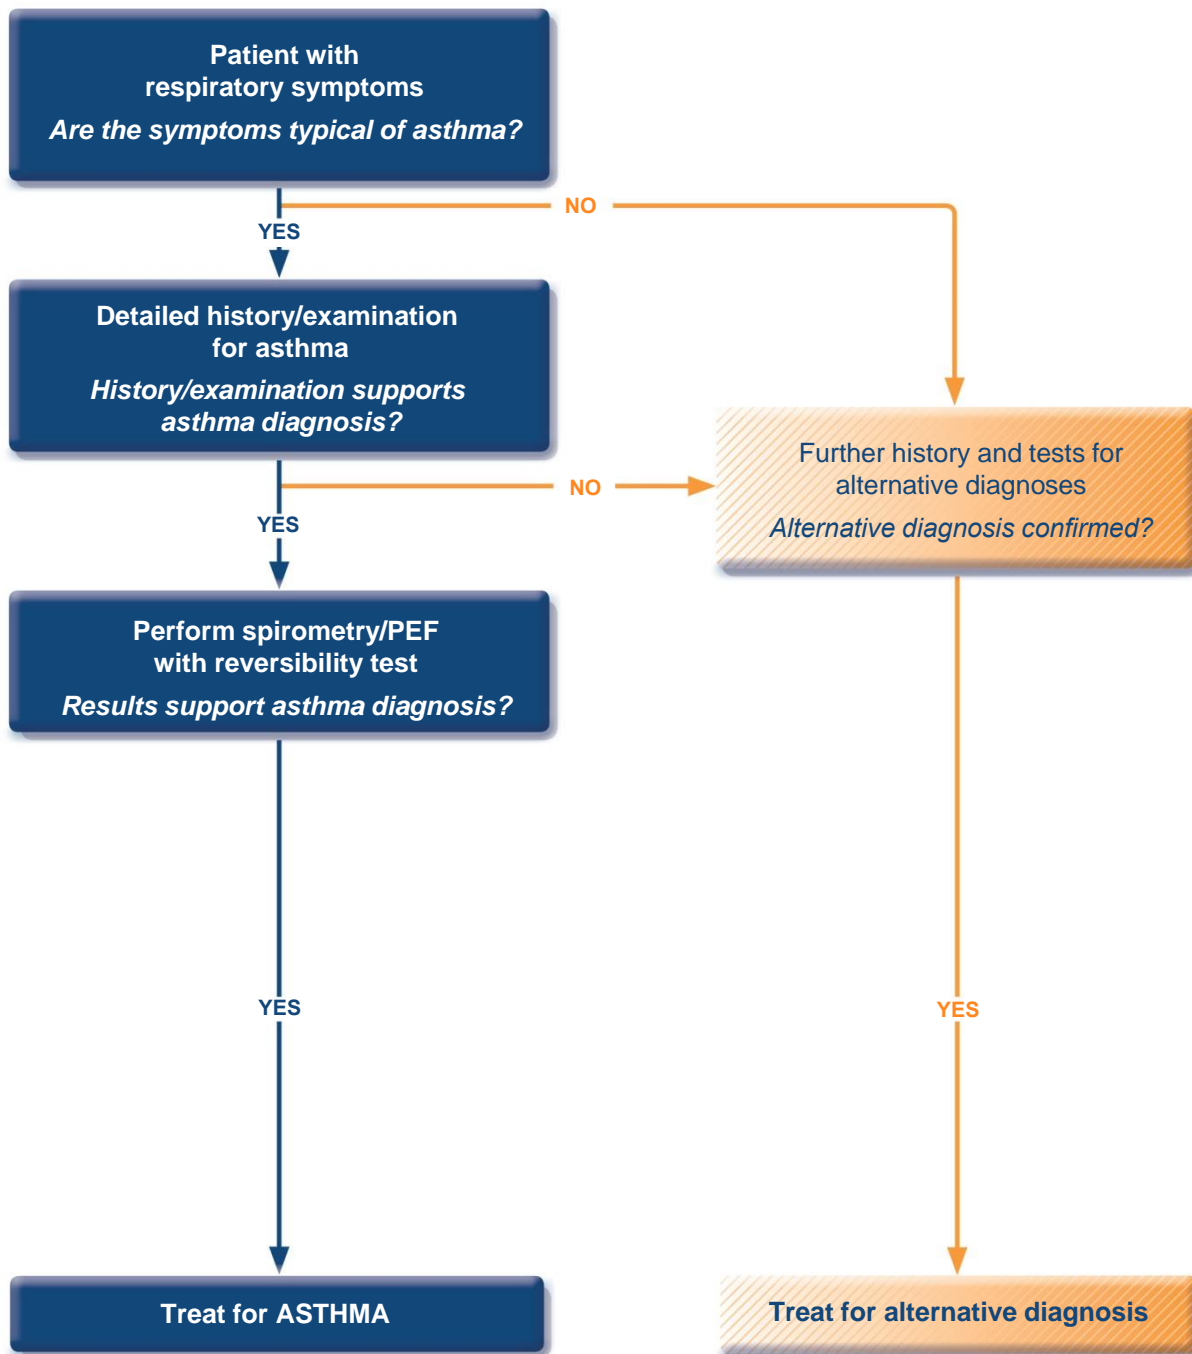 Patient with
respiratory symptoms
Are the symptoms typical of asthma?
NO
YES
Detailed history/examination
for asthma
History/examination supports
asthma diagnosis?
Further history and tests for
alternative diagnoses
Alternative diagnosis confirmed?
NO
YES
Perform spirometry/PEF
with reversibility test
Results support asthma diagnosis?
YES
YES
Treat for ASTHMA
Treat for alternative diagnosis